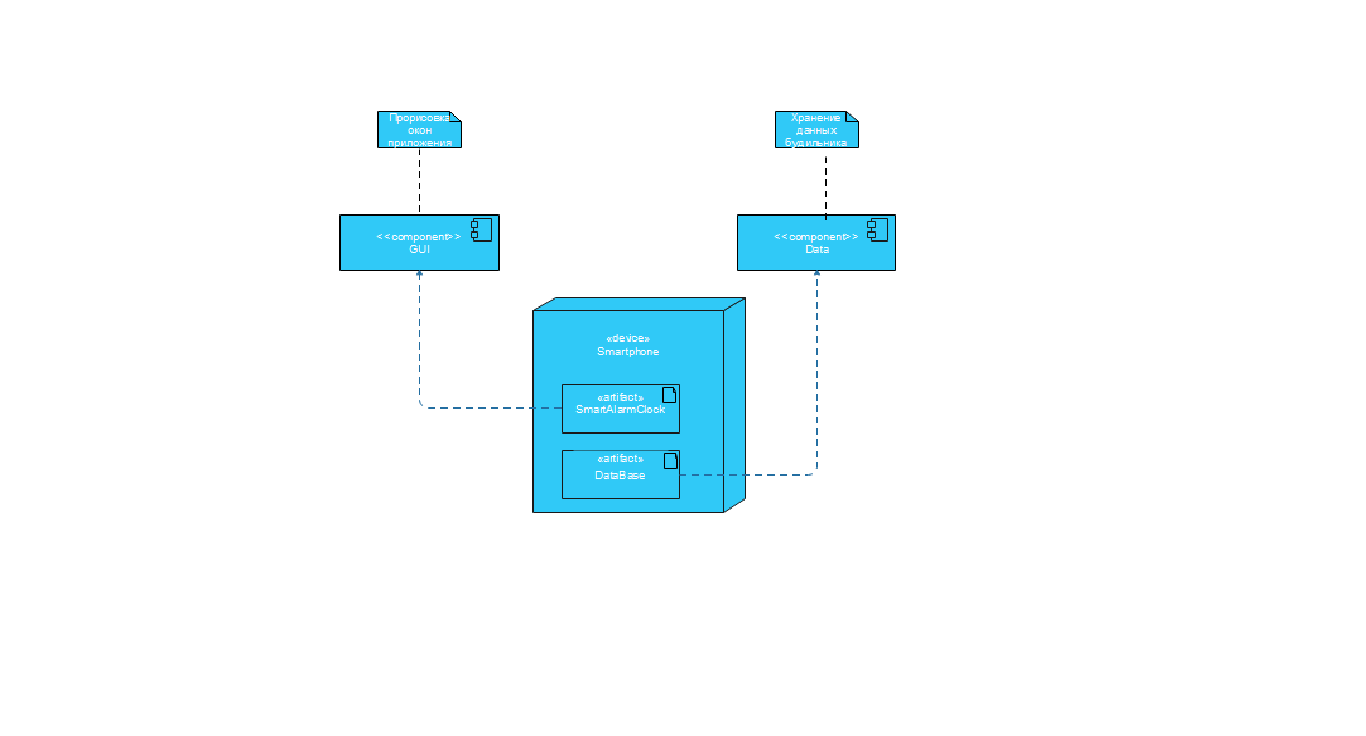 Прорисовка
окон
приложения
Хранение
данных
будильника
<<component>>
GUI
<<component>>
Data
«device»
Smartphone
«artifact»
SmartAlarmClock
«artifact»
DataBase